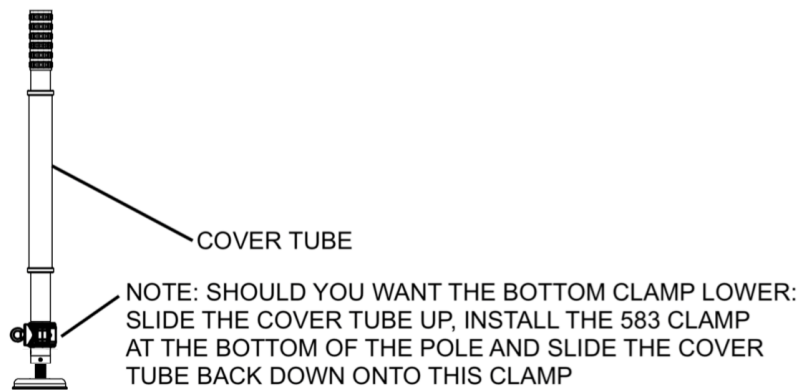 COVER TUBE
NOTE: SHOULD YOU WANT THE BOTTOM CLAMP LOWER:
SLIDE THE COVER TUBE UP, INSTALL THE 583 CLAMP
AT THE BOTTOM OF THE POLE AND SLIDE THE COVER
TUBE BACK DOWN ONTO THIS CLAMP